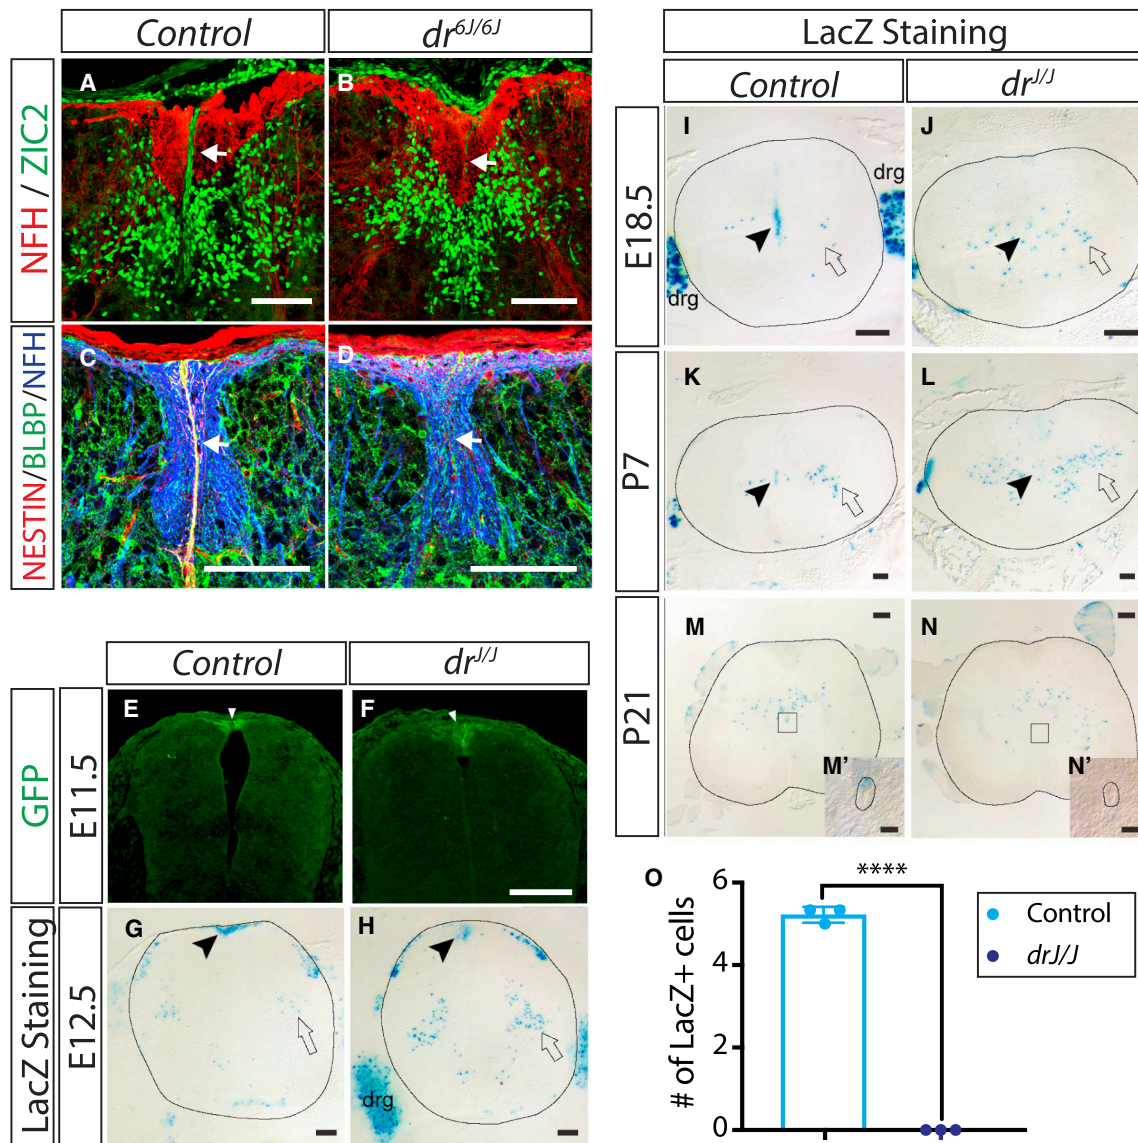 Control
dr6J/6J
NFH / ZIC2
A
B
NESTIN/BLBP/NFH
C
D
Control
drJ/J
GFP
E11.5
E
F
LacZ Staining
E12.5
G
H
drg
LacZ Staining
Control
drJ/J
E18.5
I
drg
drg
J
P7
K
L
P21
M
M'
N
N'
O
# of LacZ+ cells
6
4
2
0
****
Control
drJ/J